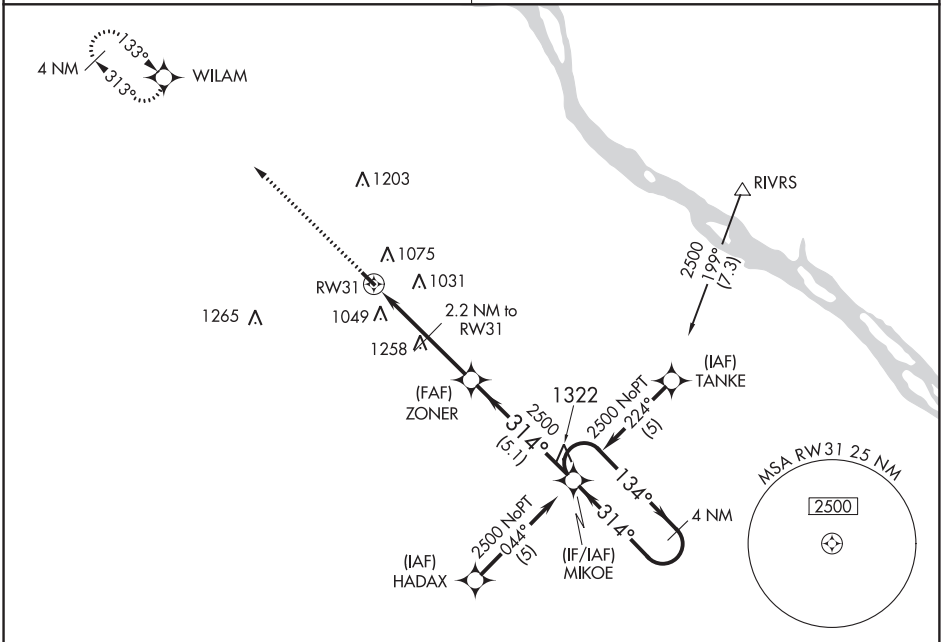 133°
4 NM
313°
WILAM
1203
RIVRS
2500
199°
(7.3)
1075
RW31
1031
1265
1049
2.2 NM to
RW31
1258
(FAF)
ZONER
(IAF)
TANKE
1322
2500 NoPT
224°
(5)
2500
314°
(5.1)
134°
314°
4 NM
MSA RW31 25 NM
2500
2500 NoPT
044°
(5)
(IAF)
HADAX
(IF/IAF)
MIKOE